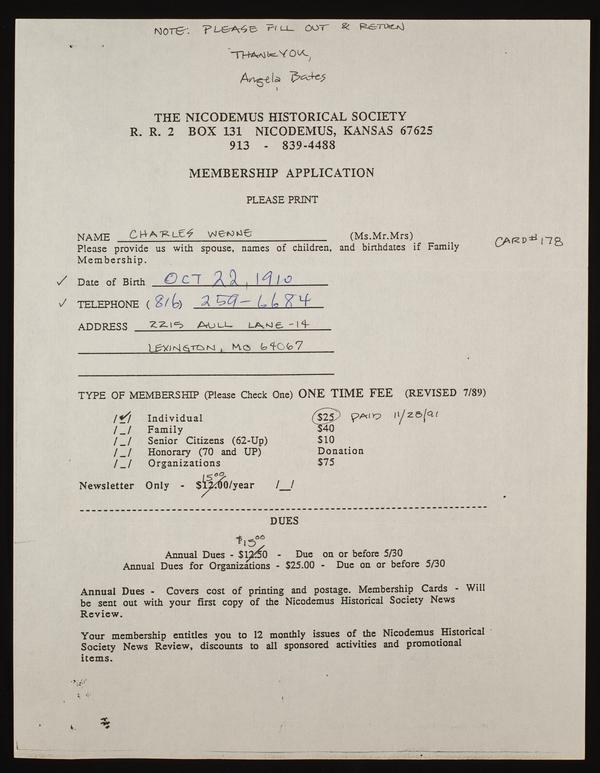 NOTE: PLEASE FILL OUT & RETURN
THANK YOU,
Angela Bates
THE NICODEMUS HISTORICAL SOCIETY
R. R. 2 BOX 131 NICODEMUS, KANSAS 67625
913 - 839-4488
MEMBERSHIP APPLICATION
PLEASE PRINT
NAME CHARLES WENNE (Ms.Mr.Mrs)
CARD# 178
Please provide us with spouse, names of children, and birthdates if Family
Membership.
✓ Date of Birth OCT 22, 1910
✓ TELEPHONE (816) 259-6684
ADDRESS 2215 AULL LANE -14
LEXINGTON, MO 64067
TYPE OF MEMBERSHIP (Please Check One) ONE TIME FEE (REVISED 7/89)
/✓/ Individual $25 PAID 11/28/91
/_/ Family $40
/_/ Senior Citizens (62-Up) $10
/_/ Honorary (70 and UP) Donation
/_/ Organizations $75
15.00
Newsletter Only - $12.00/year /_/
DUES
$15.00
Annual Dues - $12.50 - Due on or before 5/30
Annual Dues for Organizations - $25.00 - Due on or before 5/30
Annual Dues - Covers cost of printing and postage. Membership Cards - Will
be sent out with your first copy of the Nicodemus Historical Society News
Review.
Your membership entitles you to 12 monthly issues of the Nicodemus Historical
Society News Review, discounts to all sponsored activities and promotional
items.